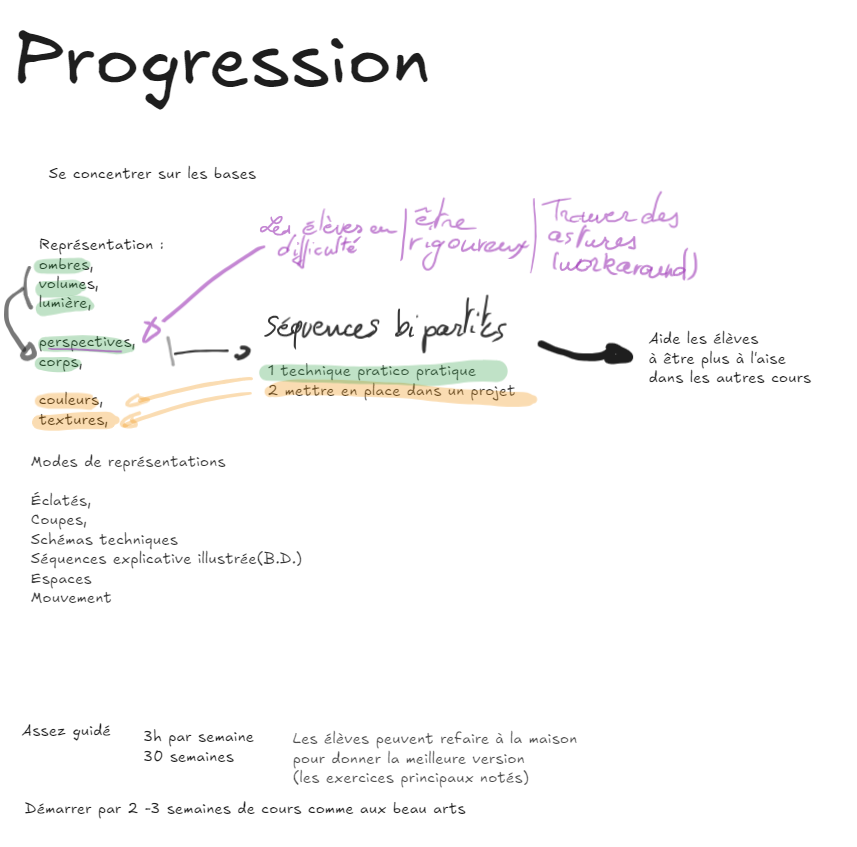 Progression
Se concentrer sur les bases
Les élèves en
difficulté
être
rigoureux
Trouver des
astures
(workaround)
Représentation :
ombres,
volumes,
lumière,
perspectives,
corps,
couleurs,
textures,
séquences bipartites
1 technique pratico pratique
2 mettre en place dans un projet
Aide les élèves
à être plus à l'aise
dans les autres cours
Modes de représentations
Éclatés,
Coupes,
Schémas techniques
Séquences explicative illustrée(B.D.)
Espaces
Mouvement
Assez guidé
3h par semaine
30 semaines
Les élèves peuvent refaire à la maison
pour donner la meilleure version
(les exercices principaux notés)
Démarrer par 2 -3 semaines de cours comme aux beau arts